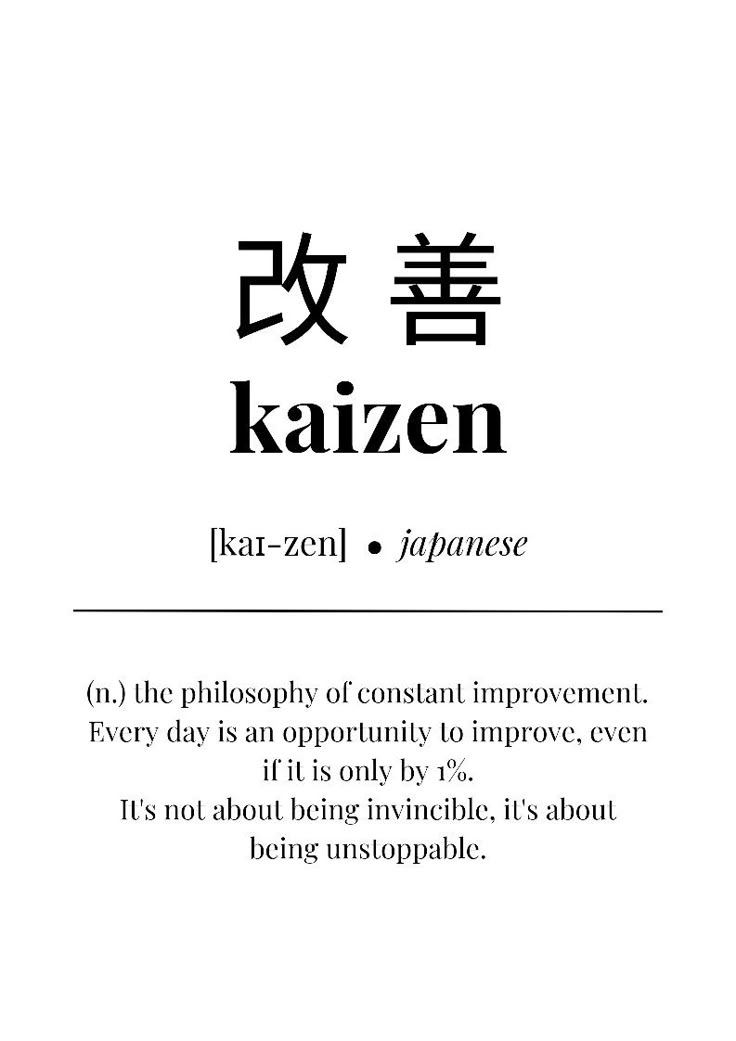 改善
kaizen
[kaɪ-zen] • japanese
(n.) the philosophy of constant improvement.
Every day is an opportunity to improve, even
if it is only by 1%.
It's not about being invincible, it's about
being unstoppable.